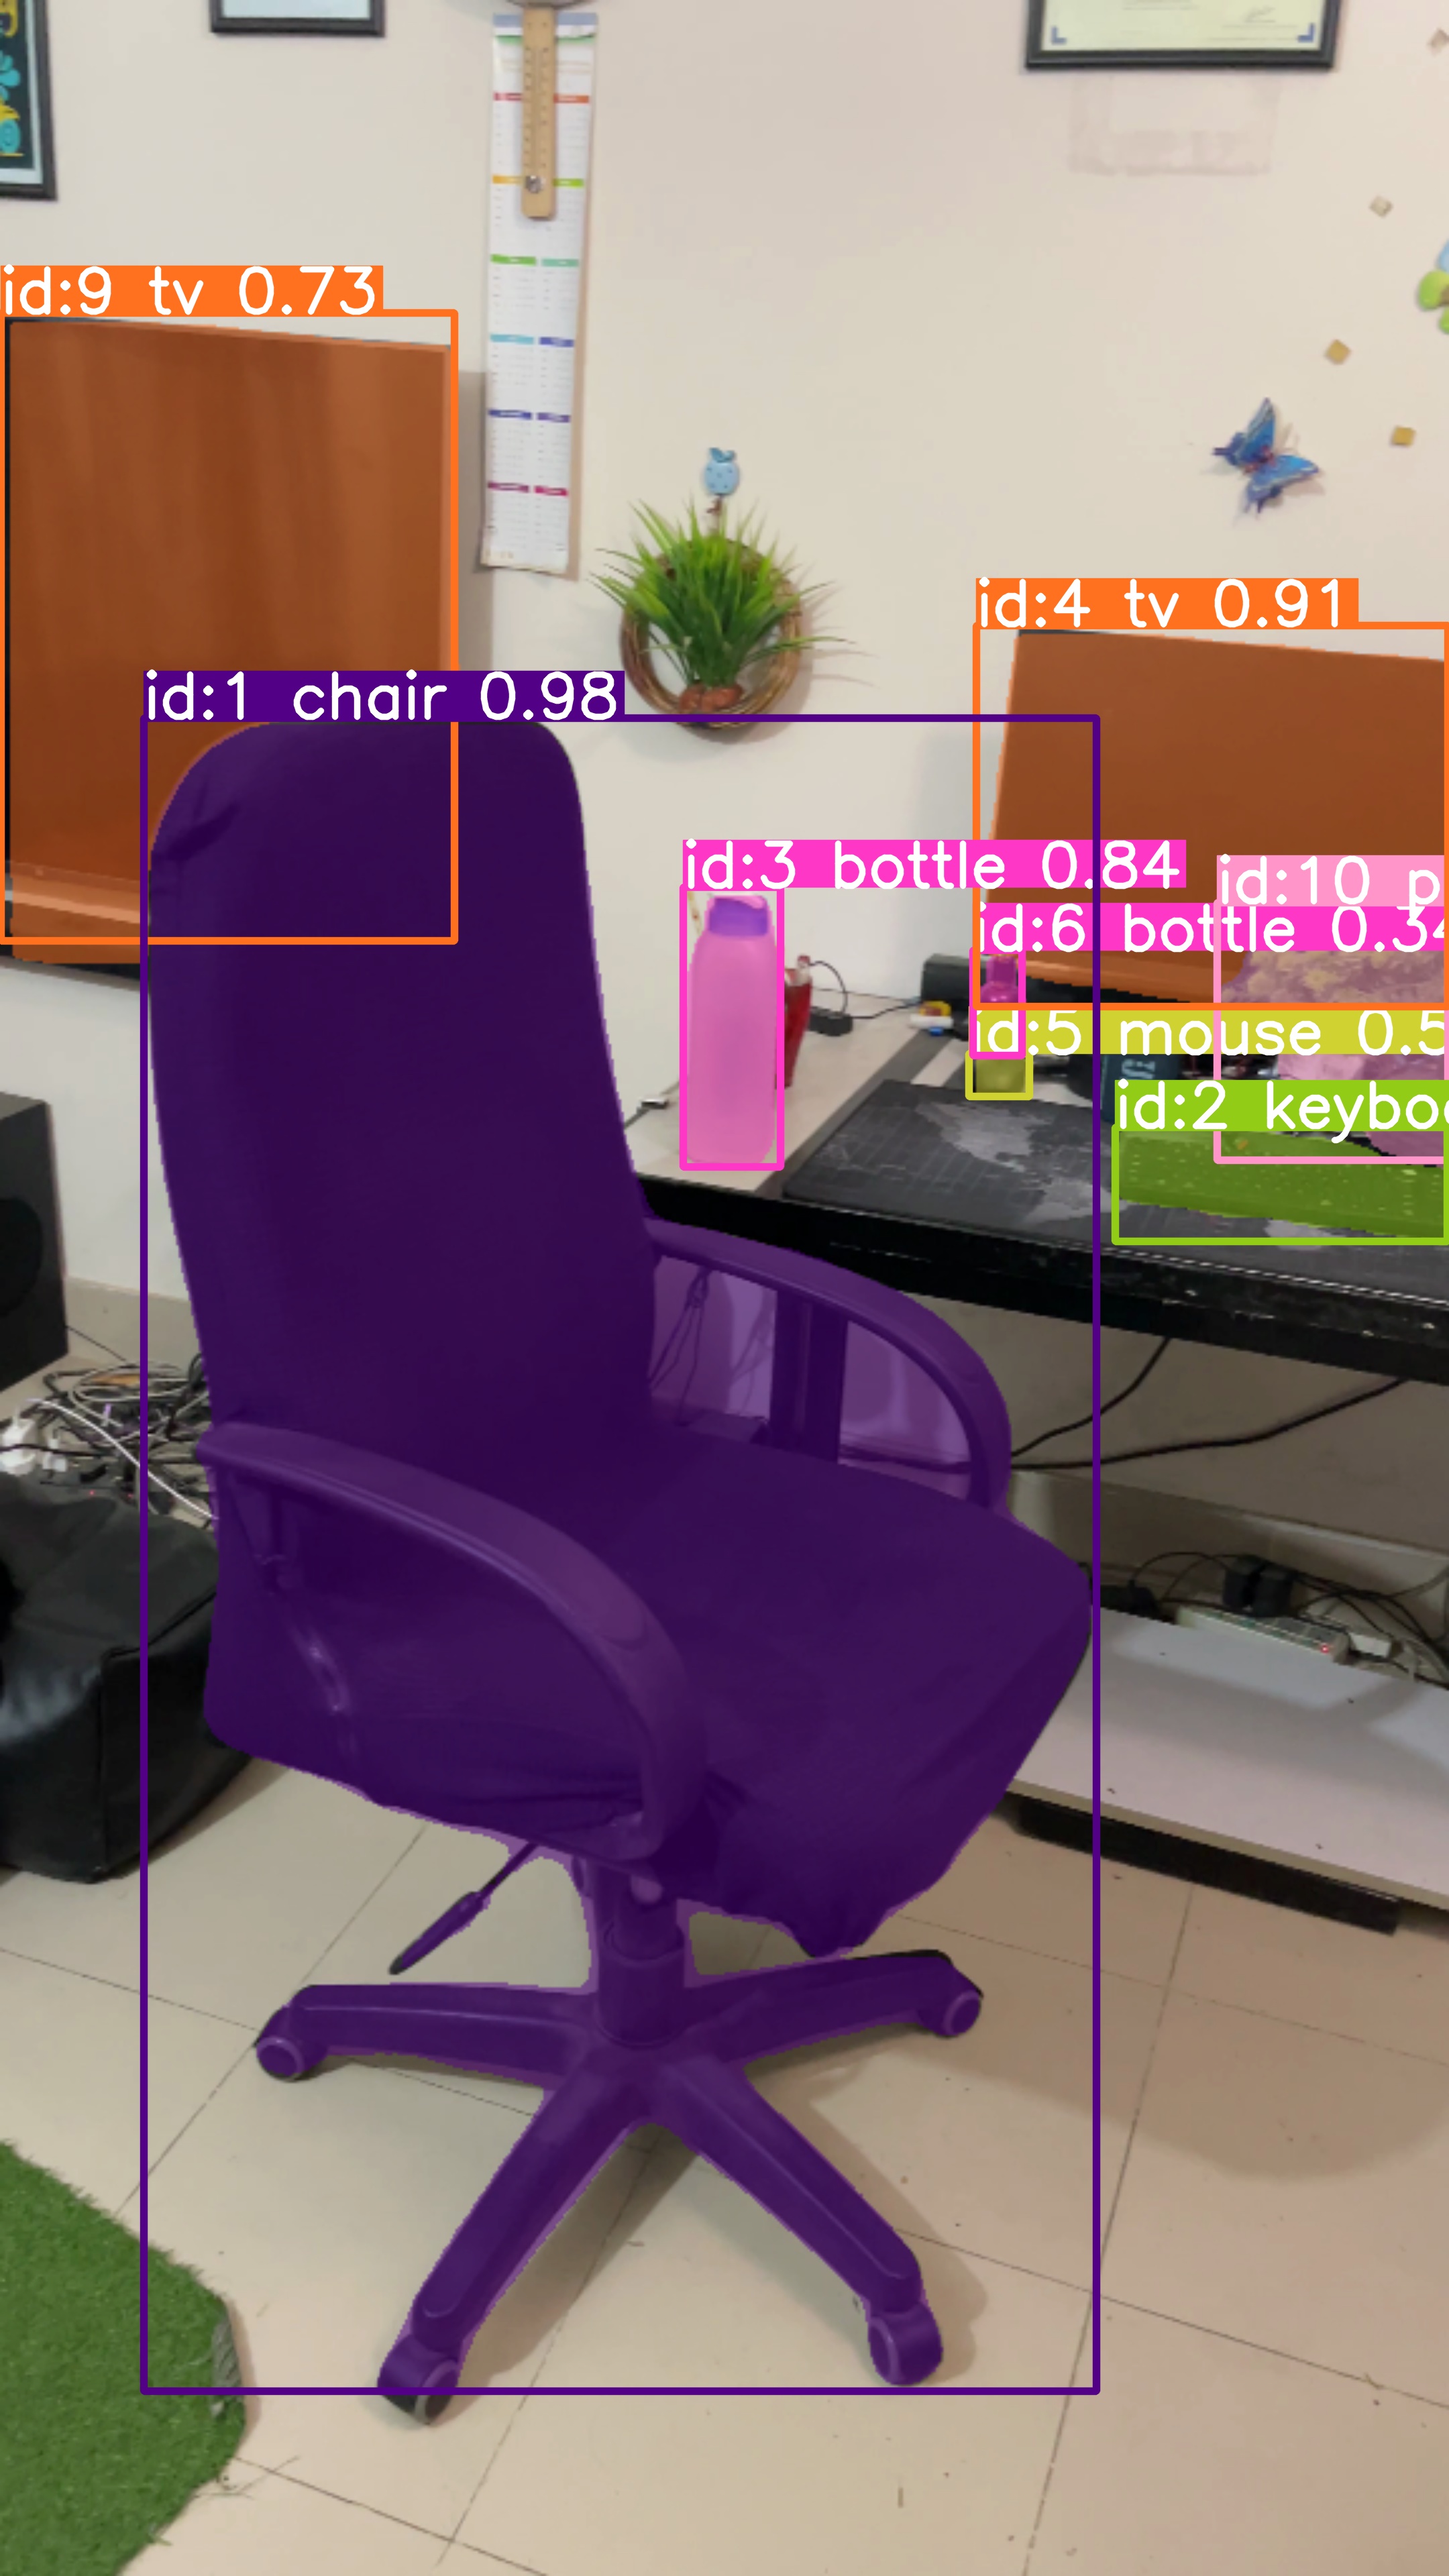 id:9 tv 0.73
id:4 tv 0.91
id:1 chair 0.98
id:3 bottle 0.84
id:10 p
id:6 bottle 0.34
id:5 mouse 0.5
id:2 keyboa